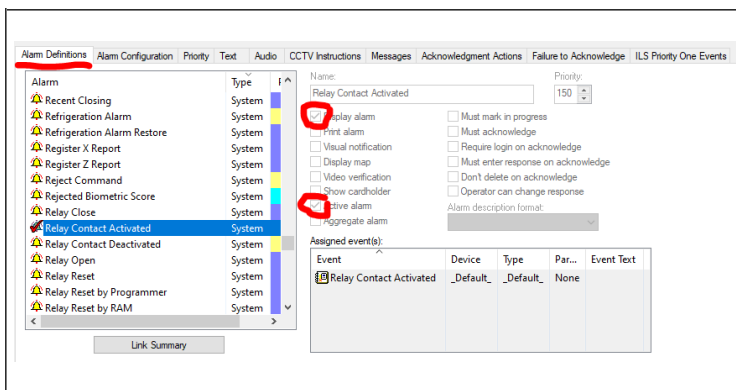 Alarm Definitions Alarm Configuration Priority Text Audio CCTV Instructions Messages Acknowledgment Actions Failure to Acknowledge ILS Priority One Events
Alarm Type
Recent Closing System
Refrigeration Alarm System
Refrigeration Alarm Restore System
Register X Report System
Register Z Report System
Reject Command System
Rejected Biometric Score System
Relay Close System
Relay Contact Activated System
Relay Contact Deactivated System
Relay Open System
Relay Reset System
Relay Reset by Programmer System
Relay Reset by RAM System
Link Summary
Name: Priority:
Relay Contact Activated 150
Display alarm Must mark in progress
Print alarm Must acknowledge
Visual notification Require login on acknowledge
Display map Must enter response on acknowledge
Video verification Don't delete on acknowledge
Show cardholder Operator can change response
Active alarm Alarm description format:
Aggregate alarm
Assigned event(s):
Event Device Type Par... Event Text
Relay Contact Activated _Default_ _Default_ None